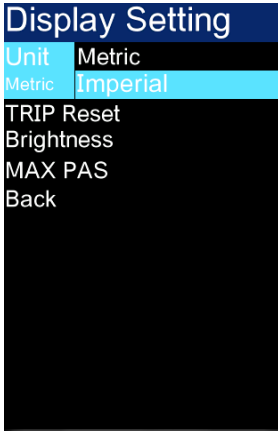 Display Setting
Unit Metric
Metric Imperial
TRIP Reset
Brightness
MAX PAS
Back